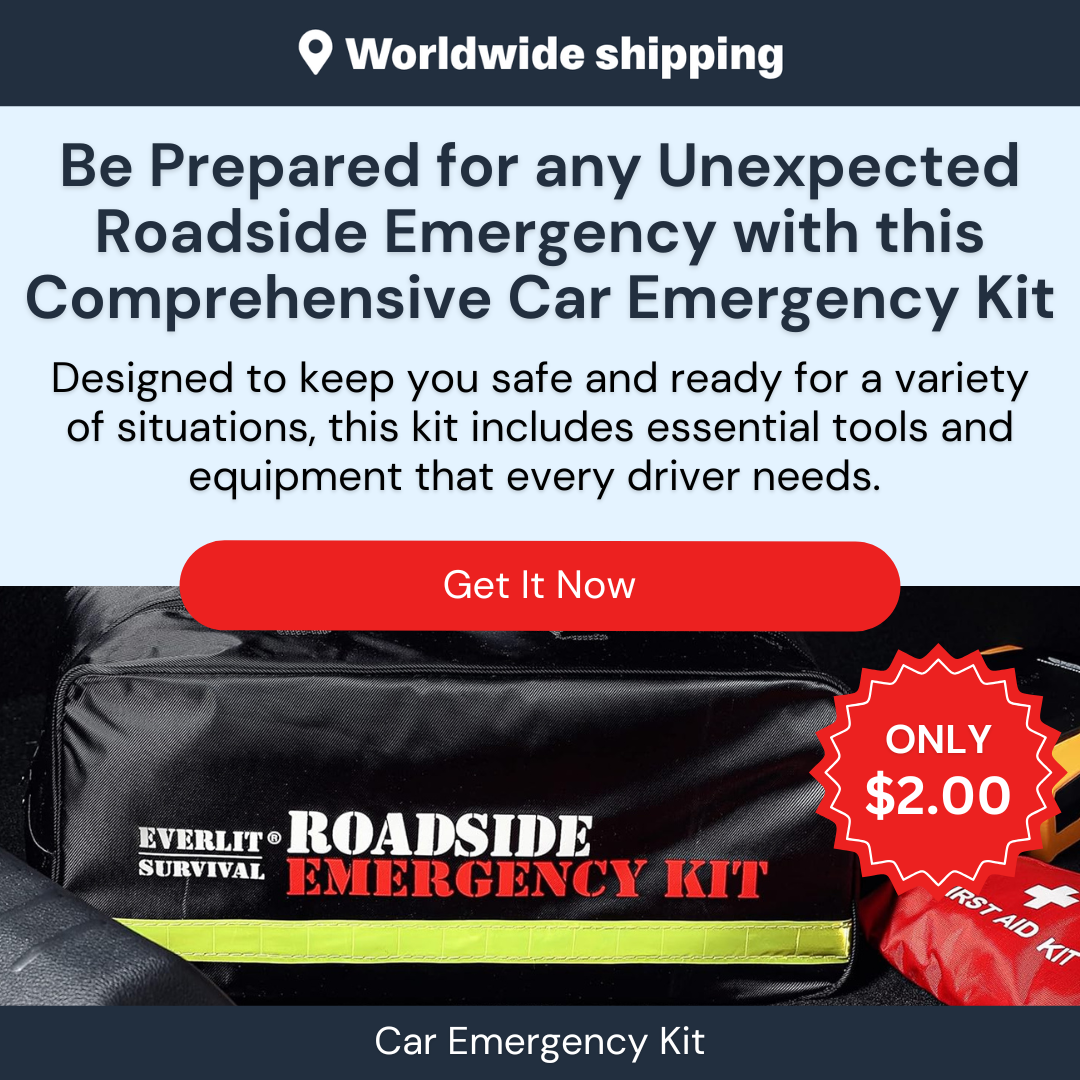 Worldwide shipping
Be Prepared for any Unexpected
Roadside Emergency with this
Comprehensive Car Emergency Kit
Designed to keep you safe and ready for a variety
of situations, this kit includes essential tools and
equipment that every driver needs.
Get It Now
ONLY
$2.00
EVERLIT®
SURVIVAL
ROADSIDE
EMERGENCY KIT
IRST AID KIT
Car Emergency Kit